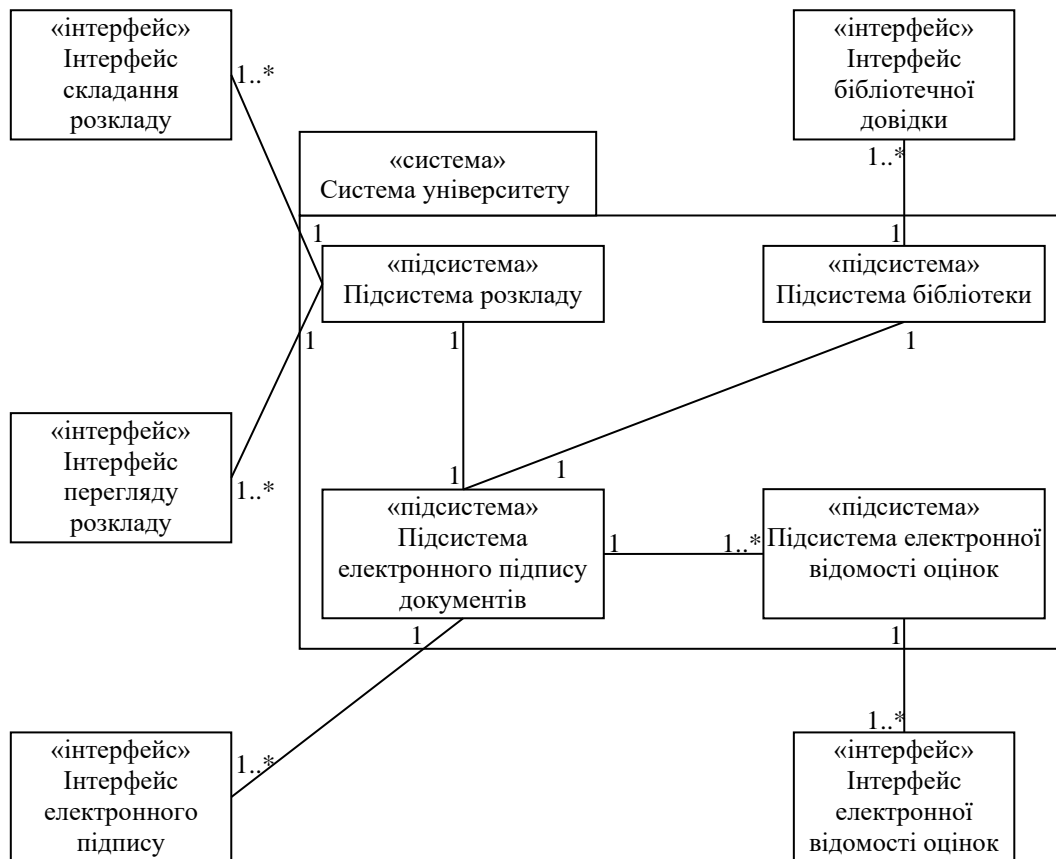 «інтерфейс»
Інтерфейс
складання
розкладу
1..*
«інтерфейс»
Інтерфейс
бібліотечної
довідки
1..*
«система»
Система університету
1
«підсистема»
Підсистема розкладу
1
1
1
«підсистема»
Підсистема бібліотеки
1
«інтерфейс»
Інтерфейс
перегляду
розкладу
1..*
1
1
«підсистема»
Підсистема
електронного підпису
документів
1
1..*
«підсистема»
Підсистема електронної
відомості оцінок
1
1
«інтерфейс»
Інтерфейс
електронного
підпису
1..*
1..*
«інтерфейс»
Інтерфейс
електронної
відомості оцінок